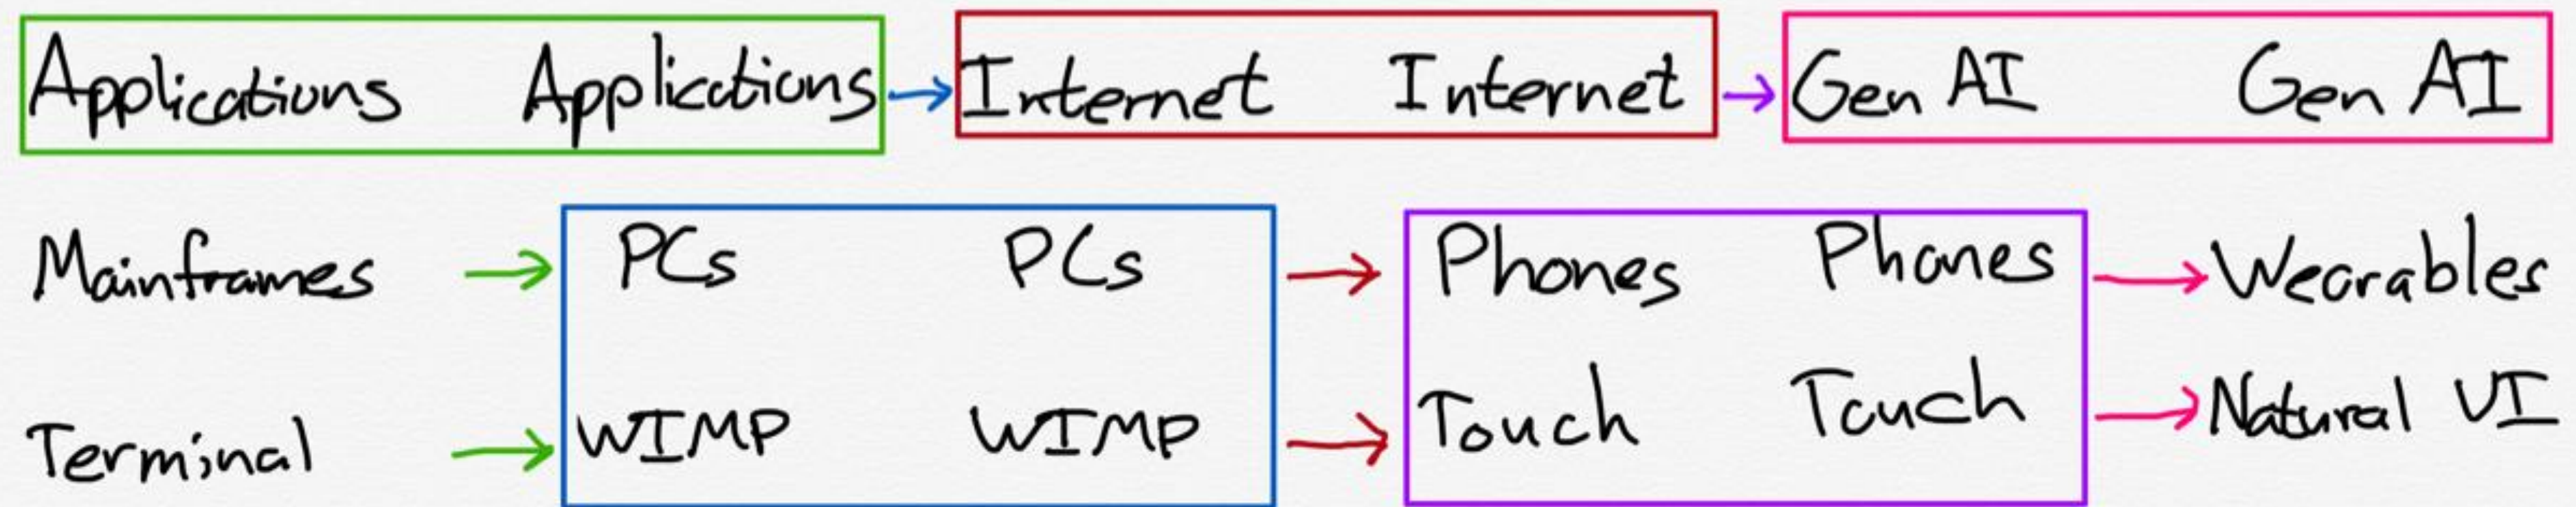 Applications Applications Internet Internet Gen AI Gen AI
Mainframes PCs PCs Phones Phones Wearables
Terminal WIMP WIMP Touch Touch Natural UI